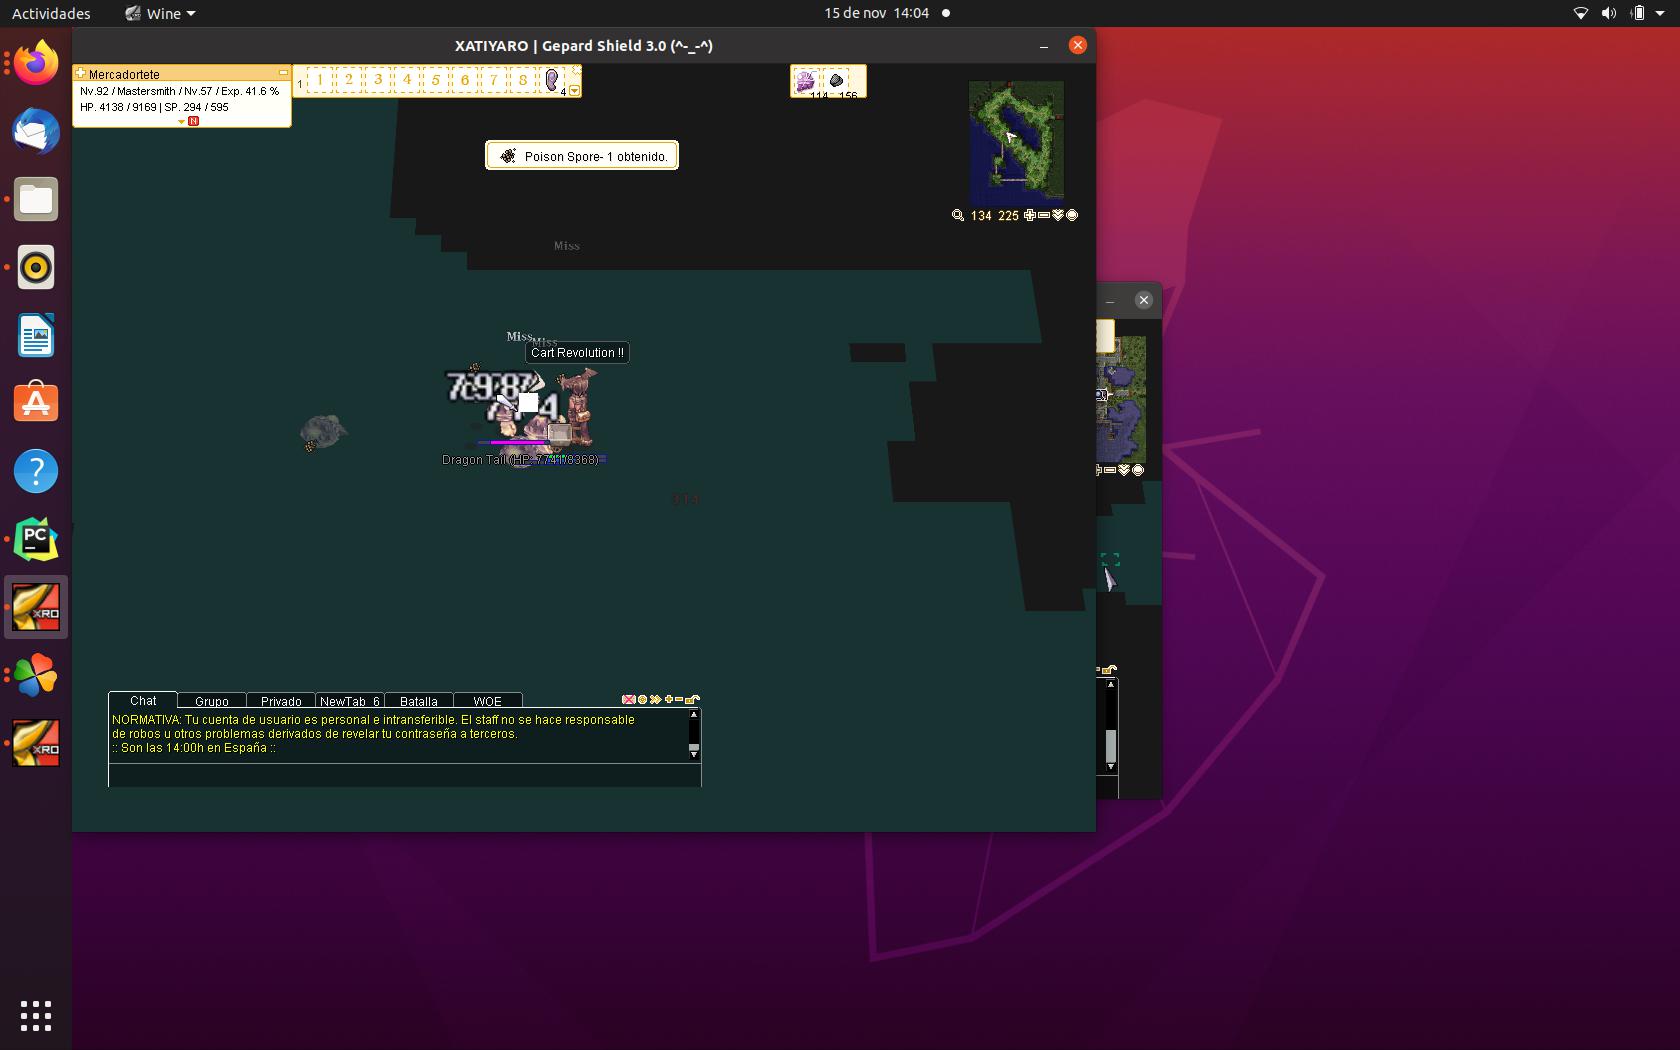 Actividades
Wine
15 de nov 14:04
XATIYARO | Gepard Shield 3.0 (^-_-^)
Mercadortete
Nv.92 / Mastersmith / Nv.57 / Exp. 41.6 %
HP. 4138 / 9169 | SP. 294 / 595
N
1
1 2 3 4 5 6 7 8
4
114 156
Poison Spore- 1 obtenido.
134 225
Miss
Miss
Miss
Cart Revolution !!
Dragon Tail (HP: 7741/8368)
314
Chat Grupo Privado NewTab_6 Batalla WOE
NORMATIVA: Tu cuenta de usuario es personal e intransferible. El staff no se hace responsable
de robos u otros problemas derivados de revelar tu contraseña a terceros.
:: Son las 14:00h en España ::
PC
XRO
XRO